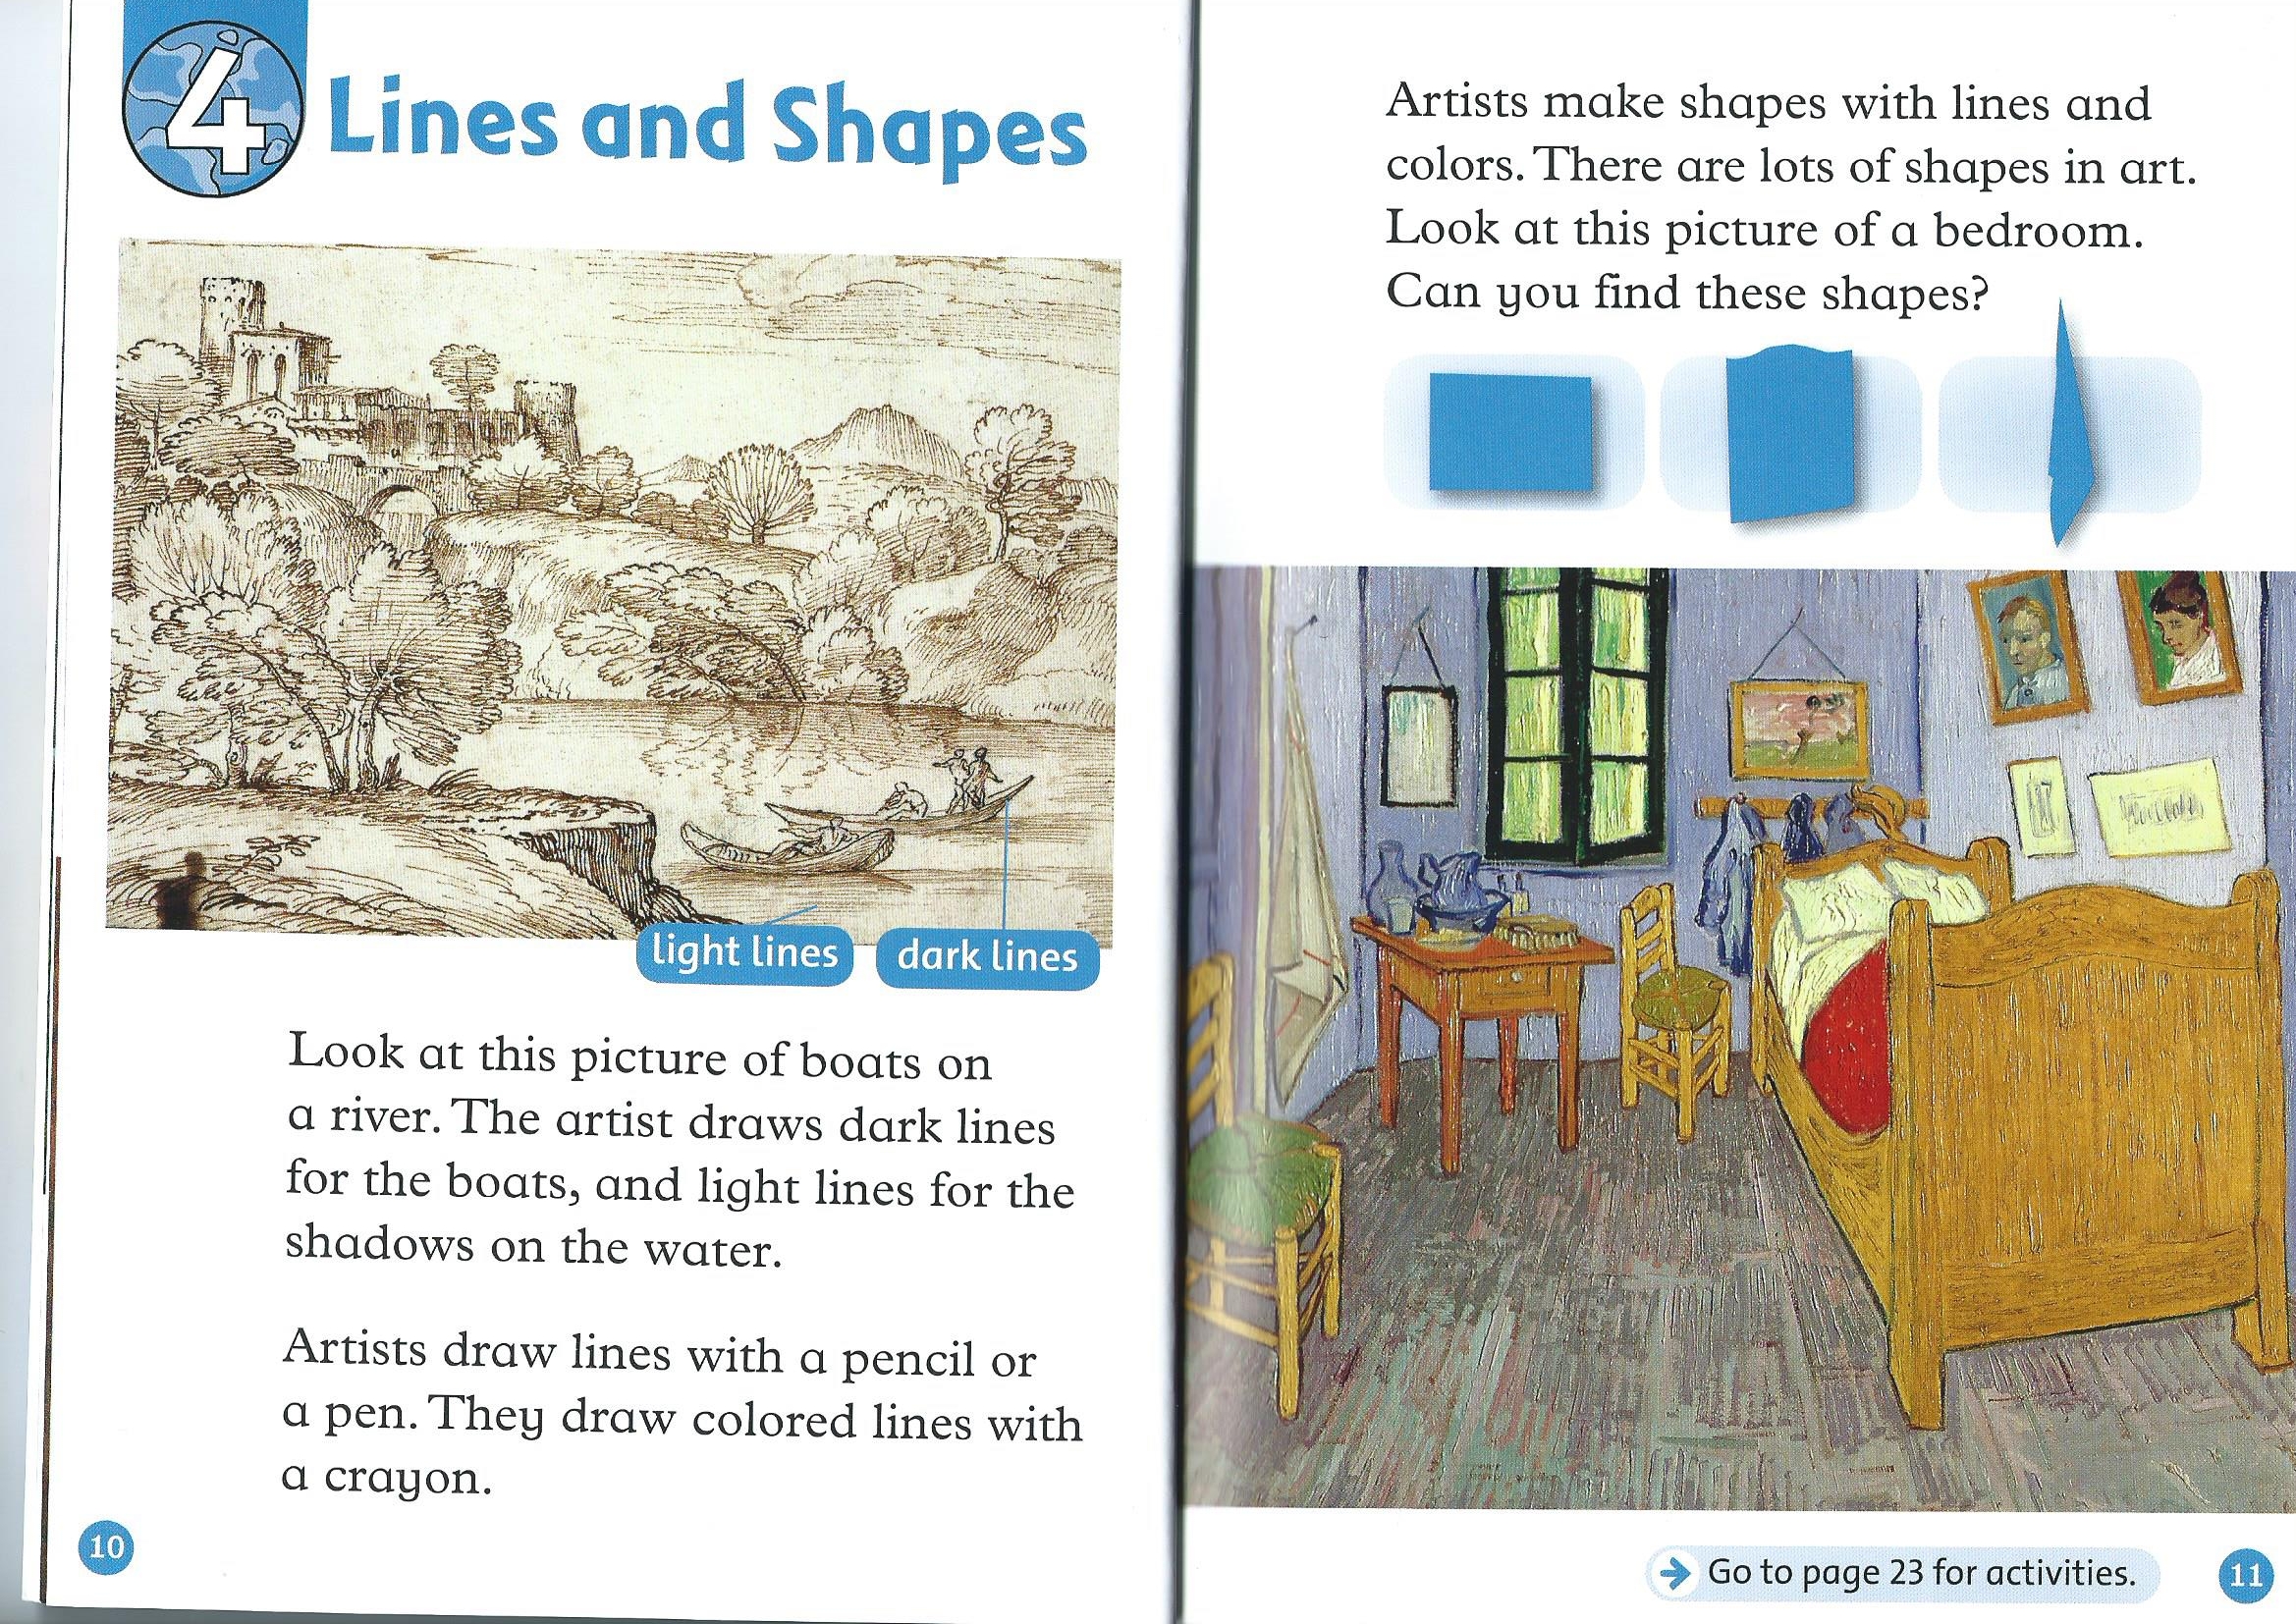 4
Lines and Shapes
light lines
dark lines
Look at this picture of boats on
a river. The artist draws dark lines
for the boats, and light lines for the
shadows on the water.
Artists draw lines with a pencil or
a pen. They draw colored lines with
a crayon.
10
Artists make shapes with lines and
colors. There are lots of shapes in art.
Look at this picture of a bedroom.
Can you find these shapes?
Go to page 23 for activities.
11